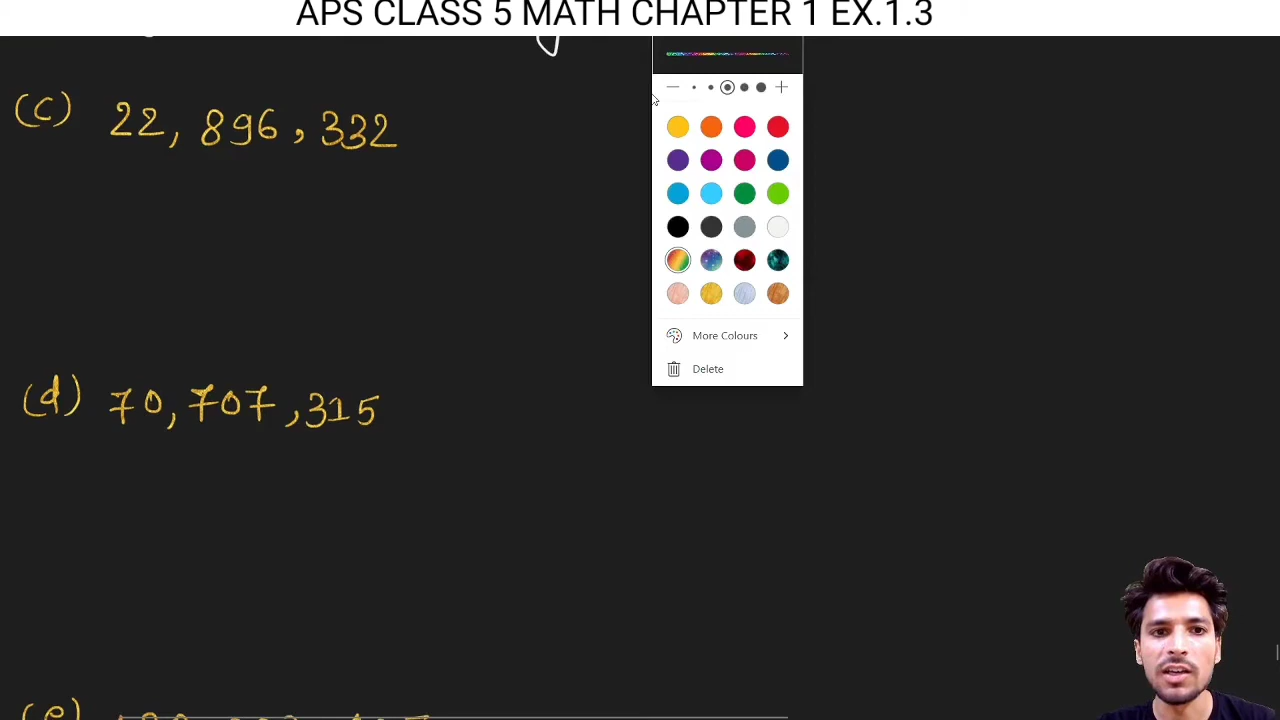 APS CLASS 5 MATH CHAPTER 1 EX.1.3
(c) 22, 896, 332
More Colours
Delete
(d) 70, 707, 315
(e)